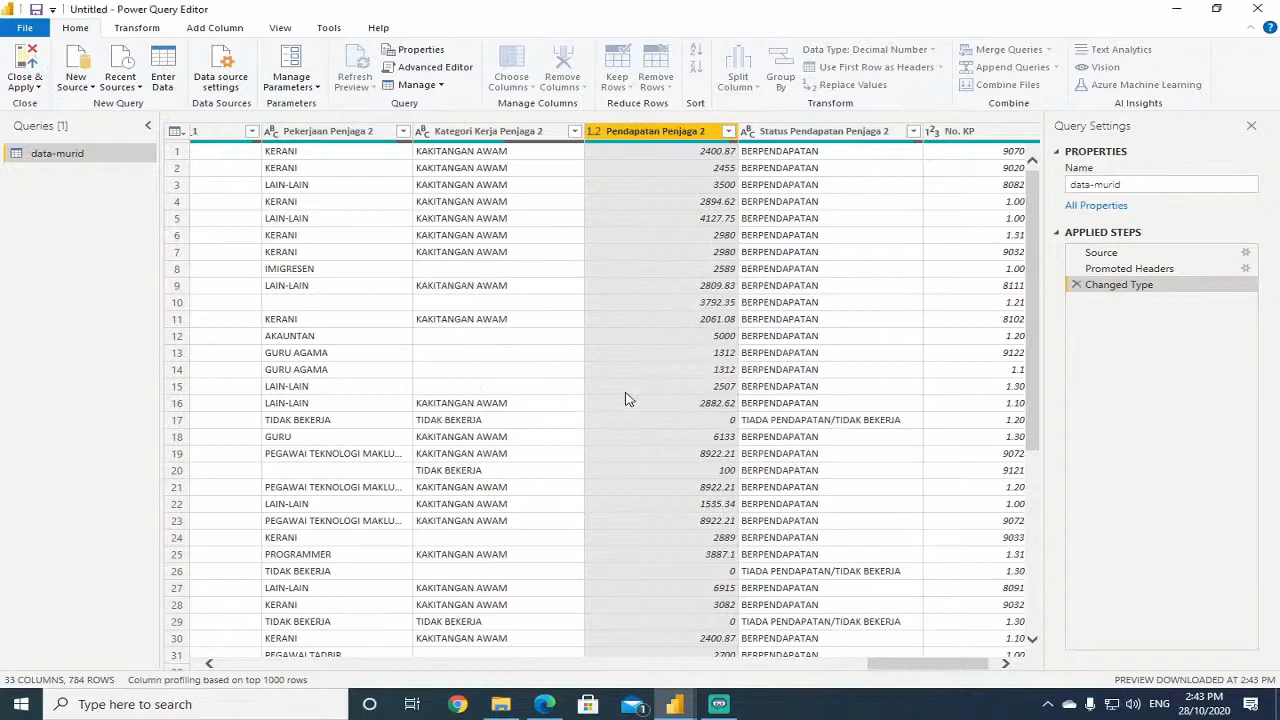 Untitled - Power Query Editor
File Home Transform Add Column View Tools Help
Close & Apply
New Source
Recent Sources
Enter Data
Data source settings
Manage Parameters
Refresh Preview
Properties
Advanced Editor
Manage
Choose Columns
Remove Columns
Keep Rows
Remove Rows
Split Column
Group By
Data Type: Decimal Number
Use First Row as Headers
Replace Values
Merge Queries
Append Queries
Combine Files
Text Analytics
Vision
Azure Machine Learning
Close New Query Data Sources Parameters Query Manage Columns Reduce Rows Sort Transform Combine AI Insights
Queries [1]
data-murid
_1 Pekerjaan Penjaga 2 Kategori Kerja Penjaga 2 1.2 Pendapatan Penjaga 2 Status Pendapatan Penjaga 2 No. KP
1 KERANI KAKITANGAN AWAM 2400.87 BERPENDAPATAN 9070
2 KERANI KAKITANGAN AWAM 2455 BERPENDAPATAN 9020
3 LAIN-LAIN KAKITANGAN AWAM 3500 BERPENDAPATAN 8082
4 KERANI KAKITANGAN AWAM 2894.62 BERPENDAPATAN 1.00
5 LAIN-LAIN KAKITANGAN AWAM 4127.75 BERPENDAPATAN 1.00
6 KERANI KAKITANGAN AWAM 2980 BERPENDAPATAN 1.31
7 KERANI KAKITANGAN AWAM 2980 BERPENDAPATAN 9032
8 IMIGRESEN 2589 BERPENDAPATAN 1.00
9 LAIN-LAIN KAKITANGAN AWAM 2809.83 BERPENDAPATAN 8111
10 3792.35 BERPENDAPATAN 1.21
11 KERANI KAKITANGAN AWAM 2061.08 BERPENDAPATAN 8102
12 AKAUNTAN 5000 BERPENDAPATAN 1.20
13 GURU AGAMA 1312 BERPENDAPATAN 9122
14 GURU AGAMA 1312 BERPENDAPATAN 1.1
15 LAIN-LAIN 2507 BERPENDAPATAN 1.30
16 LAIN-LAIN KAKITANGAN AWAM 2882.62 BERPENDAPATAN 1.10
17 TIDAK BEKERJA TIDAK BEKERJA 0 TIADA PENDAPATAN/TIDAK BEKERJA 1.20
18 GURU KAKITANGAN AWAM 6133 BERPENDAPATAN 1.30
19 PEGAWAI TEKNOLOGI MAKLU... KAKITANGAN AWAM 8922.21 BERPENDAPATAN 9072
20 TIDAK BEKERJA 100 BERPENDAPATAN 9121
21 PEGAWAI TEKNOLOGI MAKLU... KAKITANGAN AWAM 8922.21 BERPENDAPATAN 1.20
22 LAIN-LAIN KAKITANGAN AWAM 1535.34 BERPENDAPATAN 1.00
23 PEGAWAI TEKNOLOGI MAKLU... KAKITANGAN AWAM 8922.21 BERPENDAPATAN 9072
24 KERANI 2889 BERPENDAPATAN 9033
25 PROGRAMMER KAKITANGAN AWAM 3887.1 BERPENDAPATAN 1.31
26 TIDAK BEKERJA 0 TIADA PENDAPATAN/TIDAK BEKERJA 1.30
27 LAIN-LAIN KAKITANGAN AWAM 6915 BERPENDAPATAN 8091
28 KERANI KAKITANGAN AWAM 3082 BERPENDAPATAN 9032
29 TIDAK BEKERJA TIDAK BEKERJA 0 TIADA PENDAPATAN/TIDAK BEKERJA 1.30
30 KERANI KAKITANGAN AWAM 2400.87 BERPENDAPATAN 1.10
31 PEGAWAI TADBIR 2700 BERPENDAPATAN 1.00
Query Settings
PROPERTIES
Name
data-murid
All Properties
APPLIED STEPS
Source
Promoted Headers
Changed Type
33 COLUMNS, 784 ROWS Column profiling based on top 1000 rows PREVIEW DOWNLOADED AT 2:43 PM
Type here to search
ENG
2:43 PM
28/10/2020